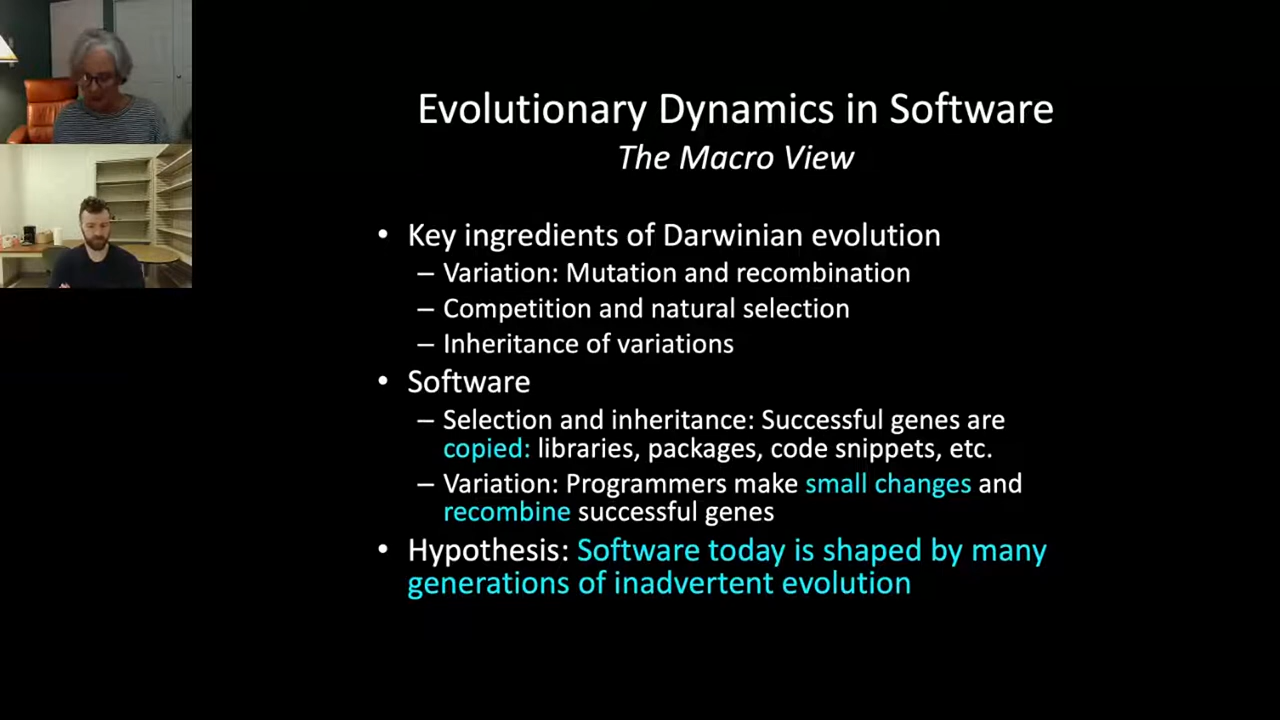 Evolutionary Dynamics in Software
The Macro View
• Key ingredients of Darwinian evolution
– Variation: Mutation and recombination
– Competition and natural selection
– Inheritance of variations
• Software
– Selection and inheritance: Successful genes are
copied: libraries, packages, code snippets, etc.
– Variation: Programmers make small changes and
recombine successful genes
• Hypothesis: Software today is shaped by many
generations of inadvertent evolution